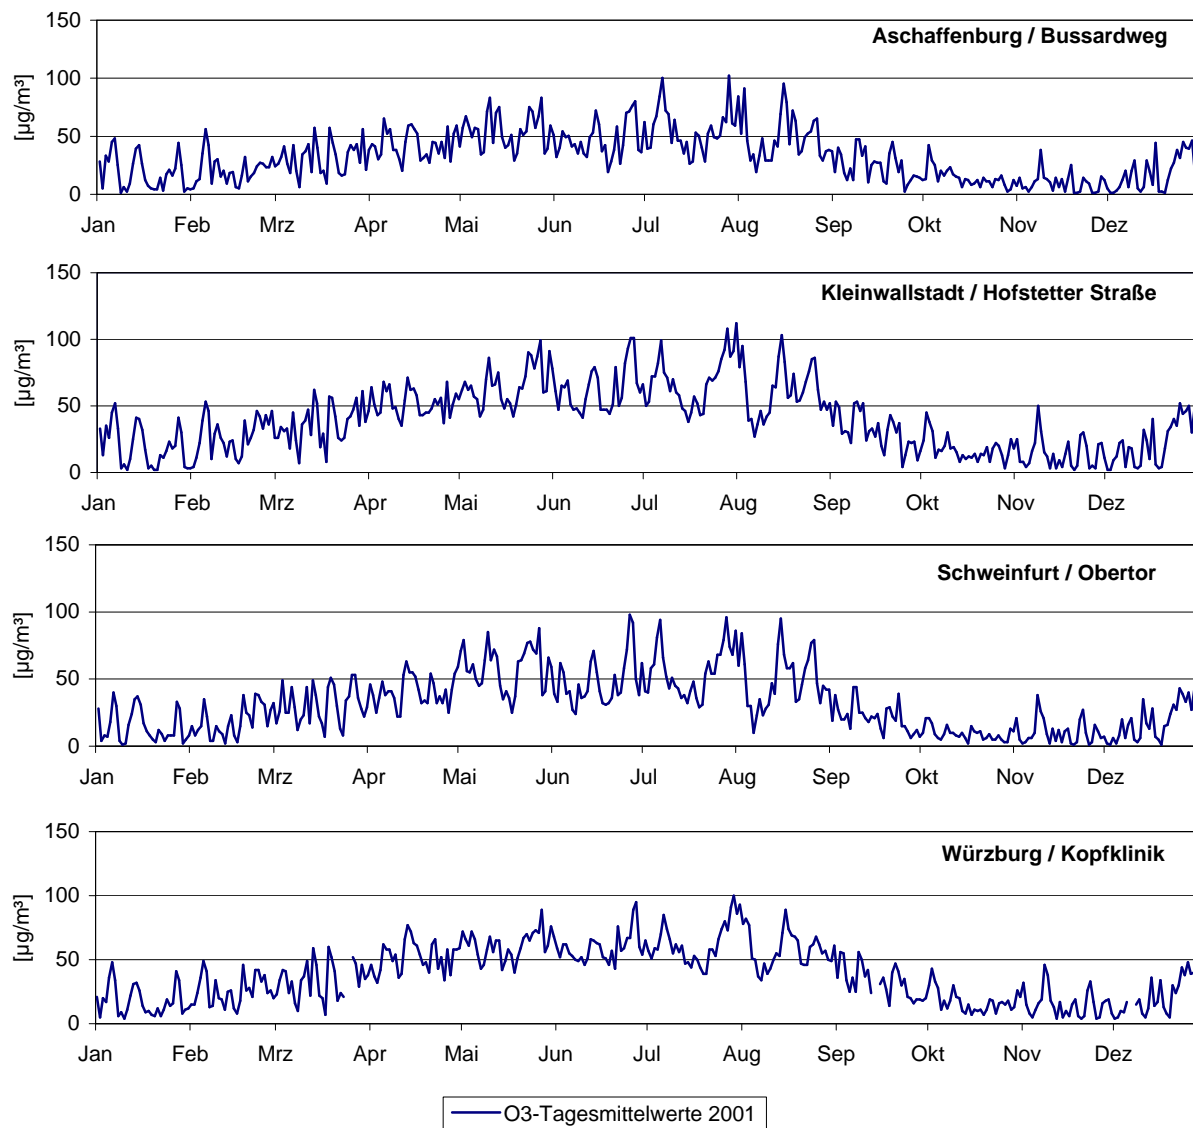 150
Aschaffenburg / Bussardweg
100
50
0
[µg/m³]
Jan Feb Mrz Apr Mai Jun Jul Aug Sep Okt Nov Dez
150
Kleinwallstadt / Hofstetter Straße
100
50
0
[µg/m³]
Jan Feb Mrz Apr Mai Jun Jul Aug Sep Okt Nov Dez
150
Schweinfurt / Obertor
100
50
0
[µg/m³]
Jan Feb Mrz Apr Mai Jun Jul Aug Sep Okt Nov Dez
150
Würzburg / Kopfklinik
100
50
0
[µg/m³]
Jan Feb Mrz Apr Mai Jun Jul Aug Sep Okt Nov Dez
O3-Tagesmittelwerte 2001